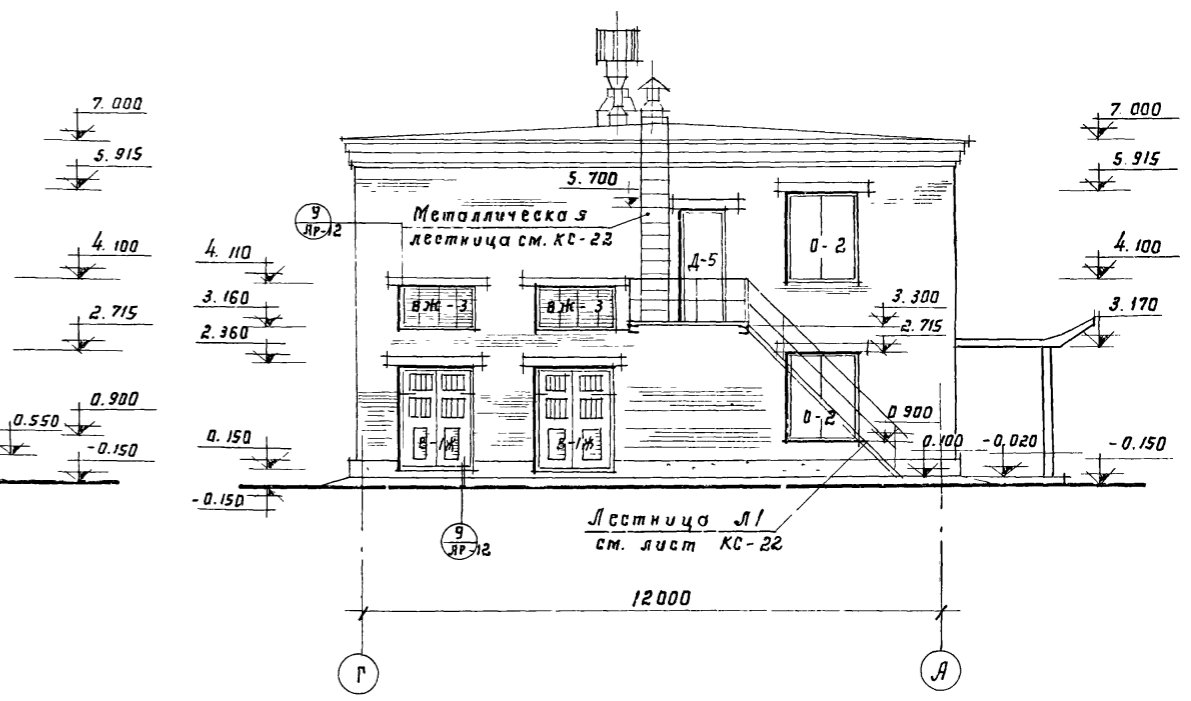 7.000
7.000
5.915
5.915
5.700
9
ЯР-12
Металлическая
лестница см. КС-22
4.100
4.110
Д-5
О-2
4.100
3.160
ВЖ-3
ВЖ-3
3.300
3.170
2.715
2.360
2.715
0.900
0.550
-0.150
0.150
В-1Ж
В-1Ж
О-2
0.900
0.100
-0.020
-0.150
-0.150
Лестница Л1
см. лист КС-22
9
ЯР-12
12000
Г
А